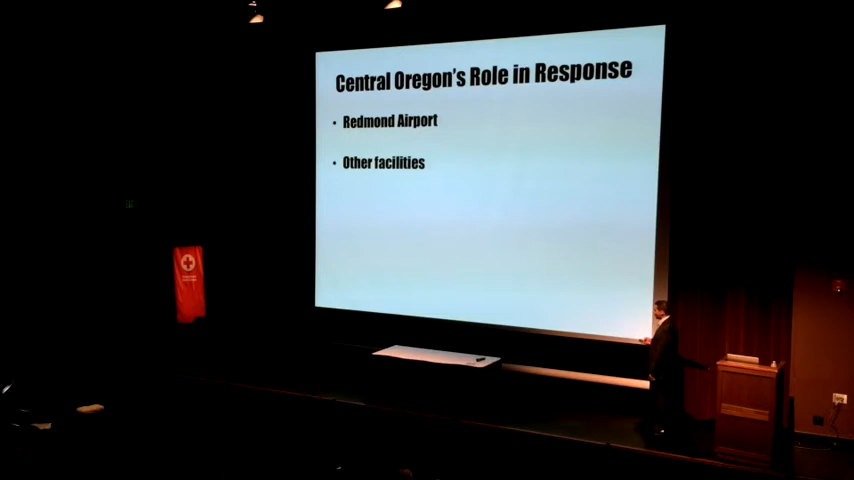 Central Oregon's Role in Response
• Redmond Airport
• Other facilities